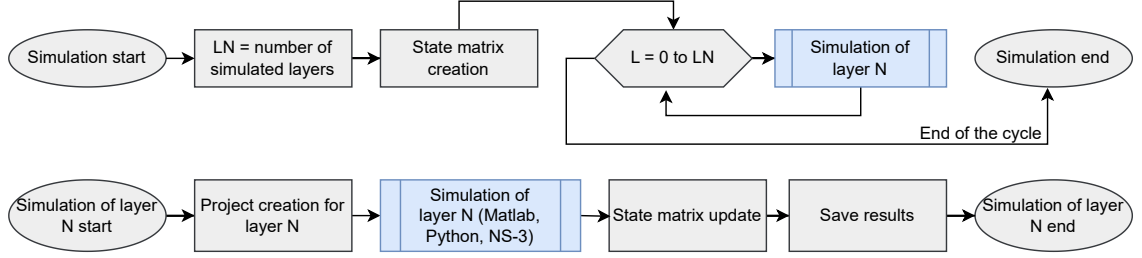 Simulation start
LN = number of
simulated layers
State matrix
creation
L = 0 to LN
Simulation of
layer N
Simulation end
End of the cycle
Simulation of layer
N start
Project creation for
layer N
Simulation of
layer N (Matlab,
Python, NS-3)
State matrix update
Save results
Simulation of layer
N end